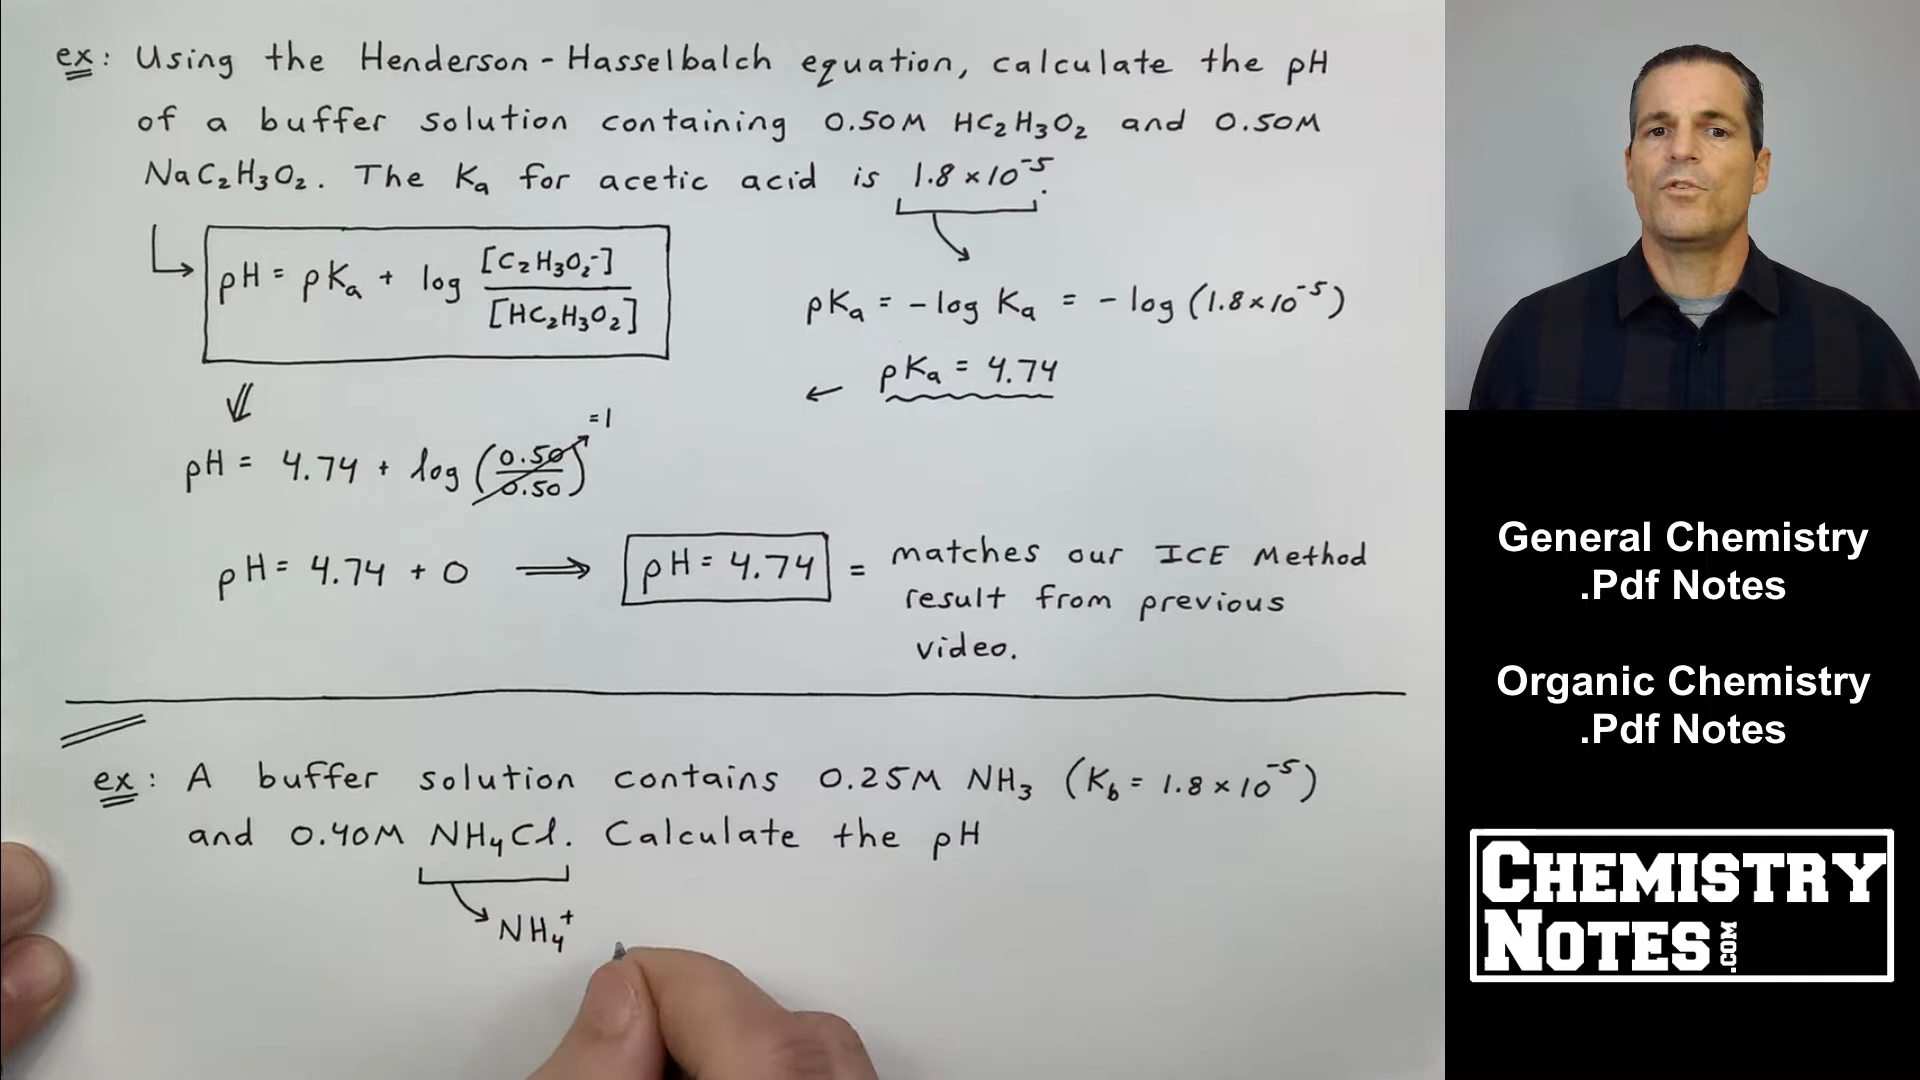 ex: Using the Henderson-Hasselbalch equation, calculate the pH
of a buffer solution containing 0.50M HC₂H₃O₂ and 0.50M
NaC₂H₃O₂. The Kₐ for acetic acid is 1.8×10⁻⁵.
pH = pKₐ + log [C₂H₃O₂⁻]/[HC₂H₃O₂]
pKₐ = -log Kₐ = -log (1.8×10⁻⁵)
pKₐ = 4.74
pH = 4.74 + log (0.50/0.50) =1
pH = 4.74 + 0 ⟹ pH = 4.74 = matches our ICE Method
result from previous
video.
ex: A buffer solution contains 0.25M NH₃ (K_b = 1.8×10⁻⁵)
and 0.40M NH₄Cl. Calculate the pH
NH₄⁺
General Chemistry
.Pdf Notes
Organic Chemistry
.Pdf Notes
CHEMISTRY
NOTES.COM